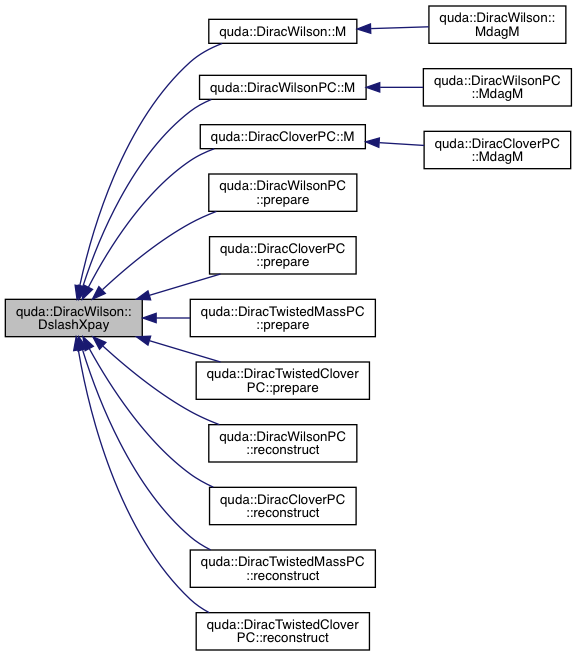 quda::DiracWilson::M
quda::DiracWilson::
MdagM
quda::DiracWilsonPC::M
quda::DiracWilsonPC
::MdagM
quda::DiracCloverPC::M
quda::DiracCloverPC
::MdagM
quda::DiracWilsonPC
::prepare
quda::DiracCloverPC
::prepare
quda::DiracWilson::
DslashXpay
quda::DiracTwistedMassPC
::prepare
quda::DiracTwistedClover
PC::prepare
quda::DiracWilsonPC
::reconstruct
quda::DiracCloverPC
::reconstruct
quda::DiracTwistedMassPC
::reconstruct
quda::DiracTwistedClover
PC::reconstruct